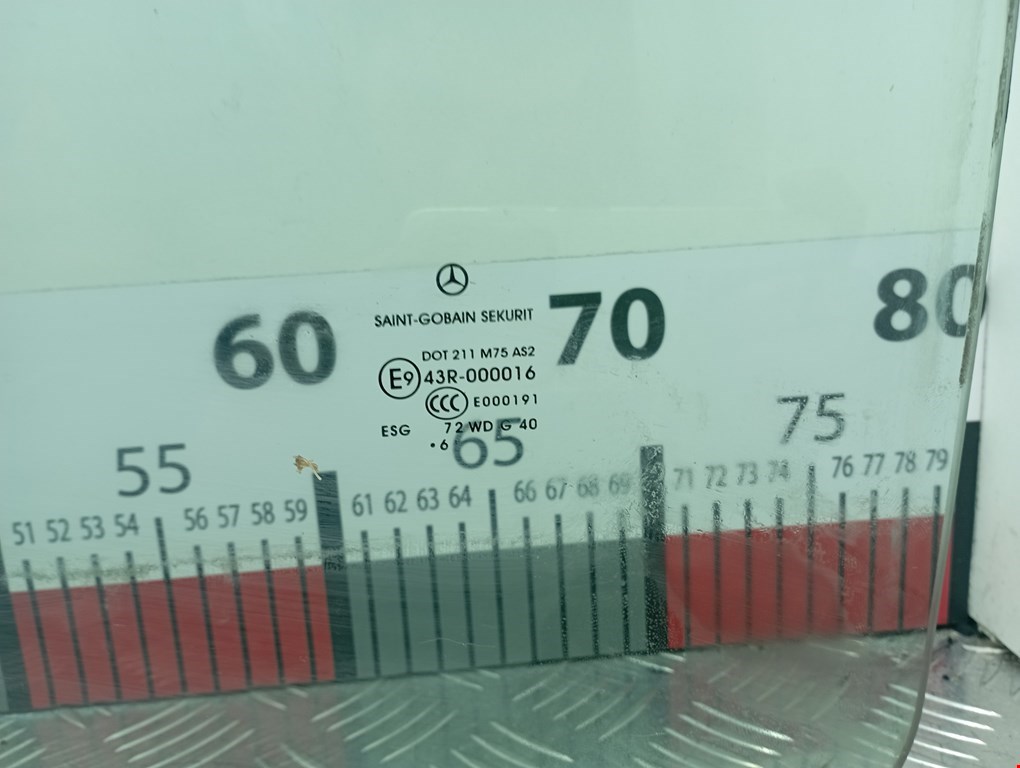 60 70 80
SAINT-GOBAIN SEKURIT
DOT 211 M75 AS2
E9 43R-000016
CCC E000191
ESG 72 WD G 40
•6
55 65 75
51 52 53 54 56 57 58 59 61 62 63 64 66 67 68 69 71 72 73 74 76 77 78 79